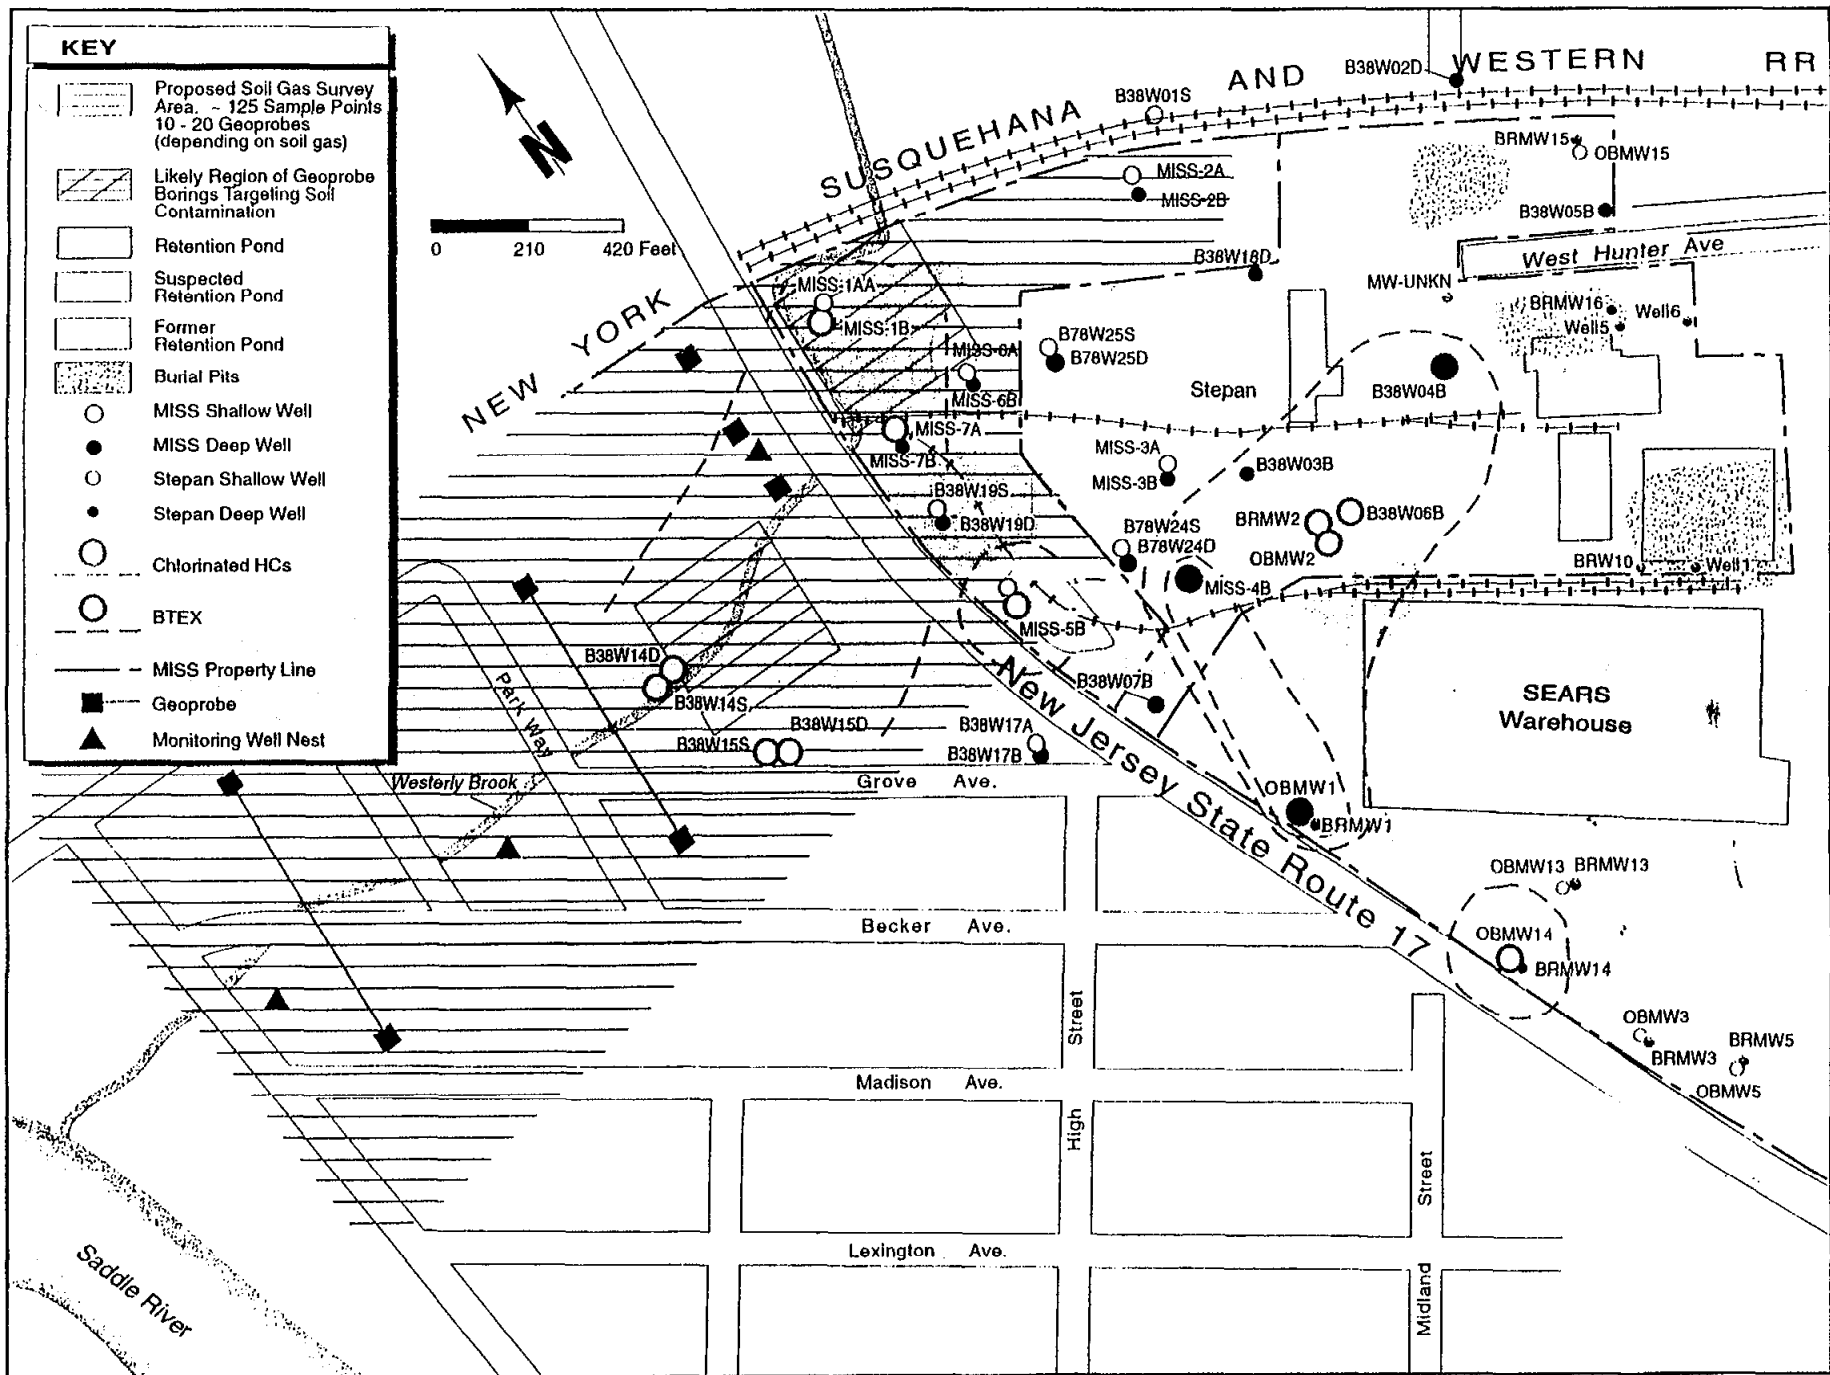 KEY
Proposed Soil Gas Survey
Area. ~ 125 Sample Points
10 - 20 Geoprobes
(depending on soil gas)
Likely Region of Geoprobe
Borings Targeting Soil
Contamination
Retention Pond
Suspected
Retention Pond
Former
Retention Pond
Burial Pits
MISS Shallow Well
MISS Deep Well
Stepan Shallow Well
Stepan Deep Well
Chlorinated HCs
BTEX
MISS Property Line
Geoprobe
Monitoring Well Nest
N
0 210 420 Feet
NEW YORK SUSQUEHANA AND WESTERN RR
B38W02D
B38W01S
BRMW15
OBMW15
MISS-2A
MISS-2B
B38W05B
West Hunter Ave
B38W18D
MW-UNKN
MISS-1AA
MISS-1B
BRMW16
Well5
Well6
B78W25S
B78W25D
MISS-6A
MISS-6B
Stepan
B38W04B
MISS-7A
MISS-7B
MISS-3A
MISS-3B
B38W03B
B38W19S
B38W19D
BRMW2
B38W06B
OBMW2
B78W24S
B78W24D
MISS-4B
BRW10
Well1
MISS-5B
B38W14D
B38W14S
B38W07B
SEARS
Warehouse
Park Way
B38W15D
B38W15S
B38W17A
B38W17B
New Jersey State Route 17
Westerly Brook
Grove Ave.
OBMW1
BRMW1
OBMW13
BRMW13
Becker Ave.
OBMW14
BRMW14
OBMW3
BRMW3
BRMW5
OBMW5
Madison Ave.
High Street
Midland Street
Lexington Ave.
Saddle River